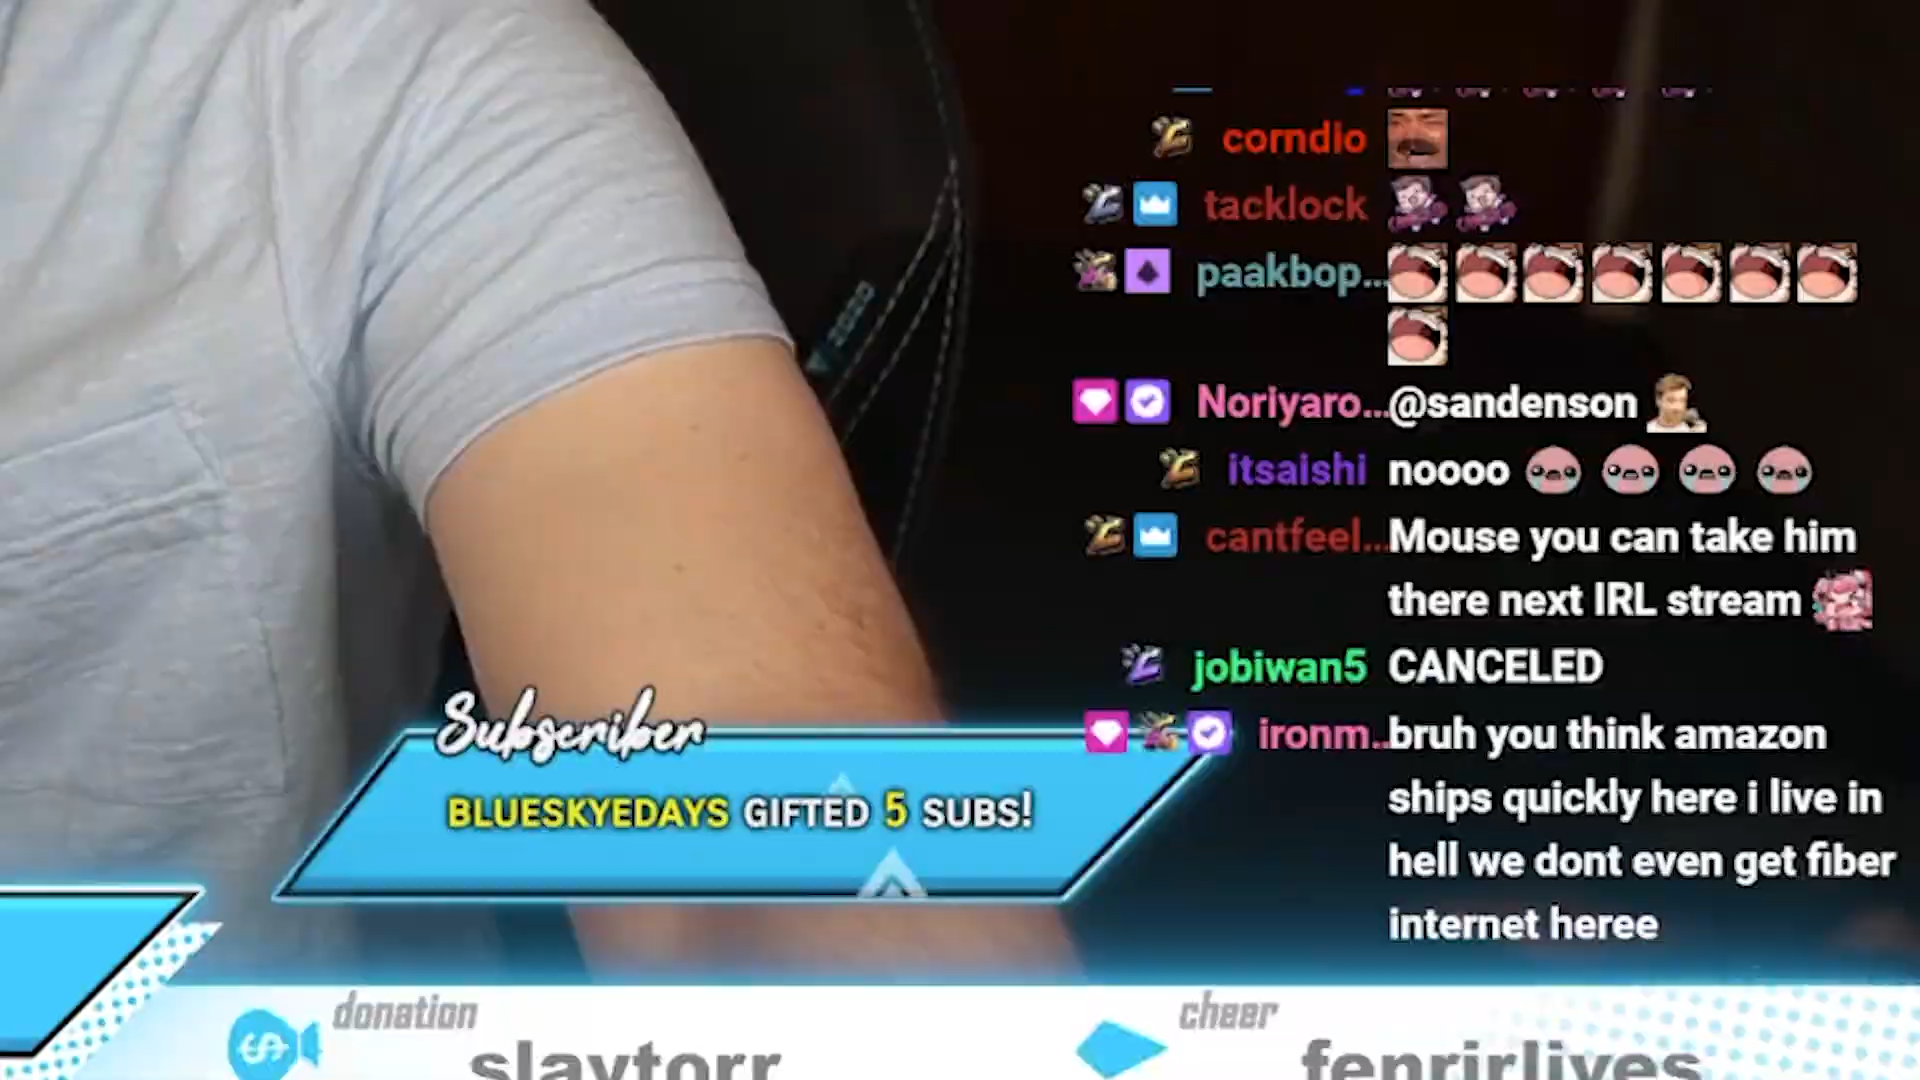 corndio
tacklock
paakbop...
Noriyaro... @sandenson
itsaishi noooo
cantfeel... Mouse you can take him
there next IRL stream
jobiwan5 CANCELED
ironm... bruh you think amazon
ships quickly here i live in
hell we dont even get fiber
internet heree
Subscriber
BLUESKYEDAYS GIFTED 5 SUBS!
donation
slaytorr
cheer
fenrirlives